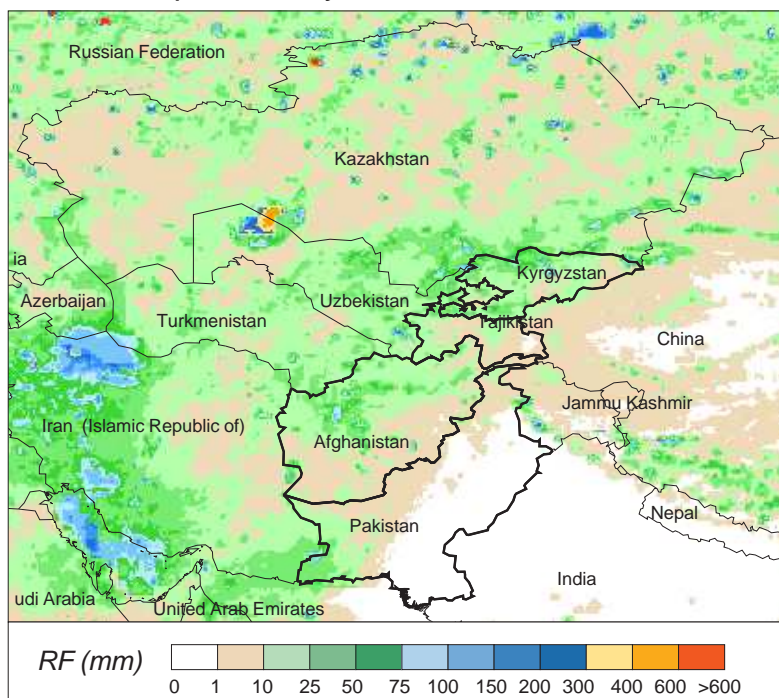 Russian Federation
Kazakhstan
ia
Azerbaijan
Turkmenistan
Uzbekistan
Kyrgyzstan
Tajikistan
China
Jammu Kashmir
Iran (Islamic Republic of)
Afghanistan
Pakistan
Nepal
India
udi Arabia
United Arab Emirates
RF (mm)
0 1 10 25 50 75 100 150 200 300 400 600 >600